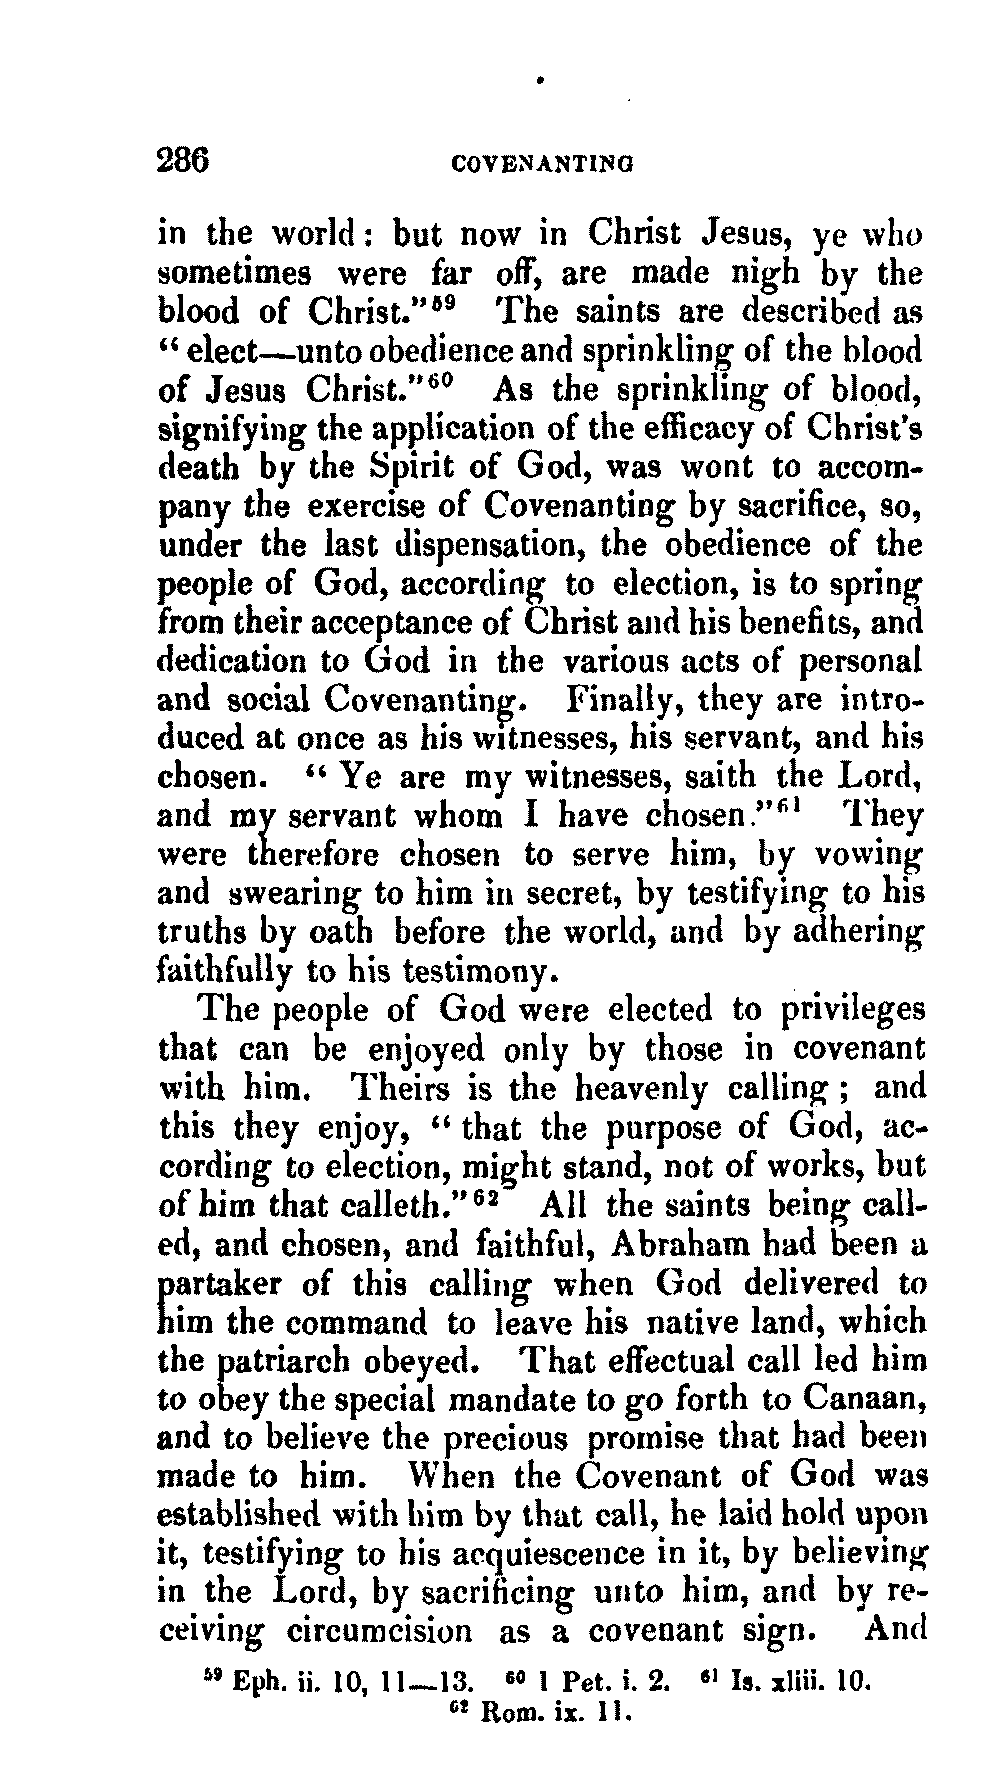 286 COVENANTING
in the world: but now in Christ Jesus, ye who
sometimes were far off, are made nigh by the
blood of Christ."⁵⁹ The saints are described as
"elect—unto obedience and sprinkling of the blood
of Jesus Christ."⁶⁰ As the sprinkling of blood,
signifying the application of the efficacy of Christ's
death by the Spirit of God, was wont to accom-
pany the exercise of Covenanting by sacrifice, so,
under the last dispensation, the obedience of the
people of God, according to election, is to spring
from their acceptance of Christ and his benefits, and
dedication to God in the various acts of personal
and social Covenanting. Finally, they are intro-
duced at once as his witnesses, his servant, and his
chosen. "Ye are my witnesses, saith the Lord,
and my servant whom I have chosen."⁶¹ They
were therefore chosen to serve him, by vowing
and swearing to him in secret, by testifying to his
truths by oath before the world, and by adhering
faithfully to his testimony.
The people of God were elected to privileges
that can be enjoyed only by those in covenant
with him. Theirs is the heavenly calling; and
this they enjoy, "that the purpose of God, ac-
cording to election, might stand, not of works, but
of him that calleth."⁶² All the saints being call-
ed, and chosen, and faithful, Abraham had been a
partaker of this calling when God delivered to
him the command to leave his native land, which
the patriarch obeyed. That effectual call led him
to obey the special mandate to go forth to Canaan,
and to believe the precious promise that had been
made to him. When the Covenant of God was
established with him by that call, he laid hold upon
it, testifying to his acquiescence in it, by believing
in the Lord, by sacrificing unto him, and by re-
ceiving circumcision as a covenant sign. And
⁵⁹ Eph. ii. 10, 11—13. ⁶⁰ 1 Pet. i. 2. ⁶¹ Is. xliii. 10.
⁶² Rom. ix. 11.